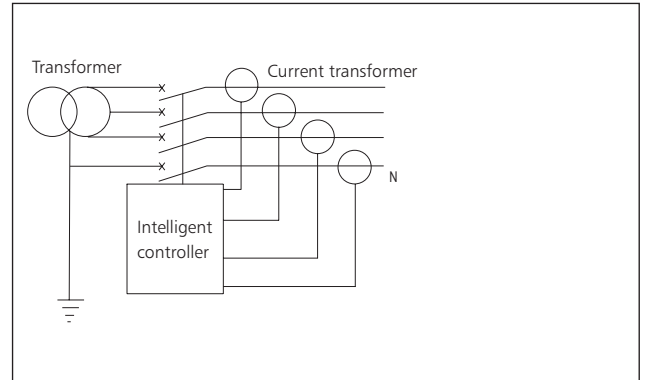 Transformer
Current transformer
N
Intelligent
controller